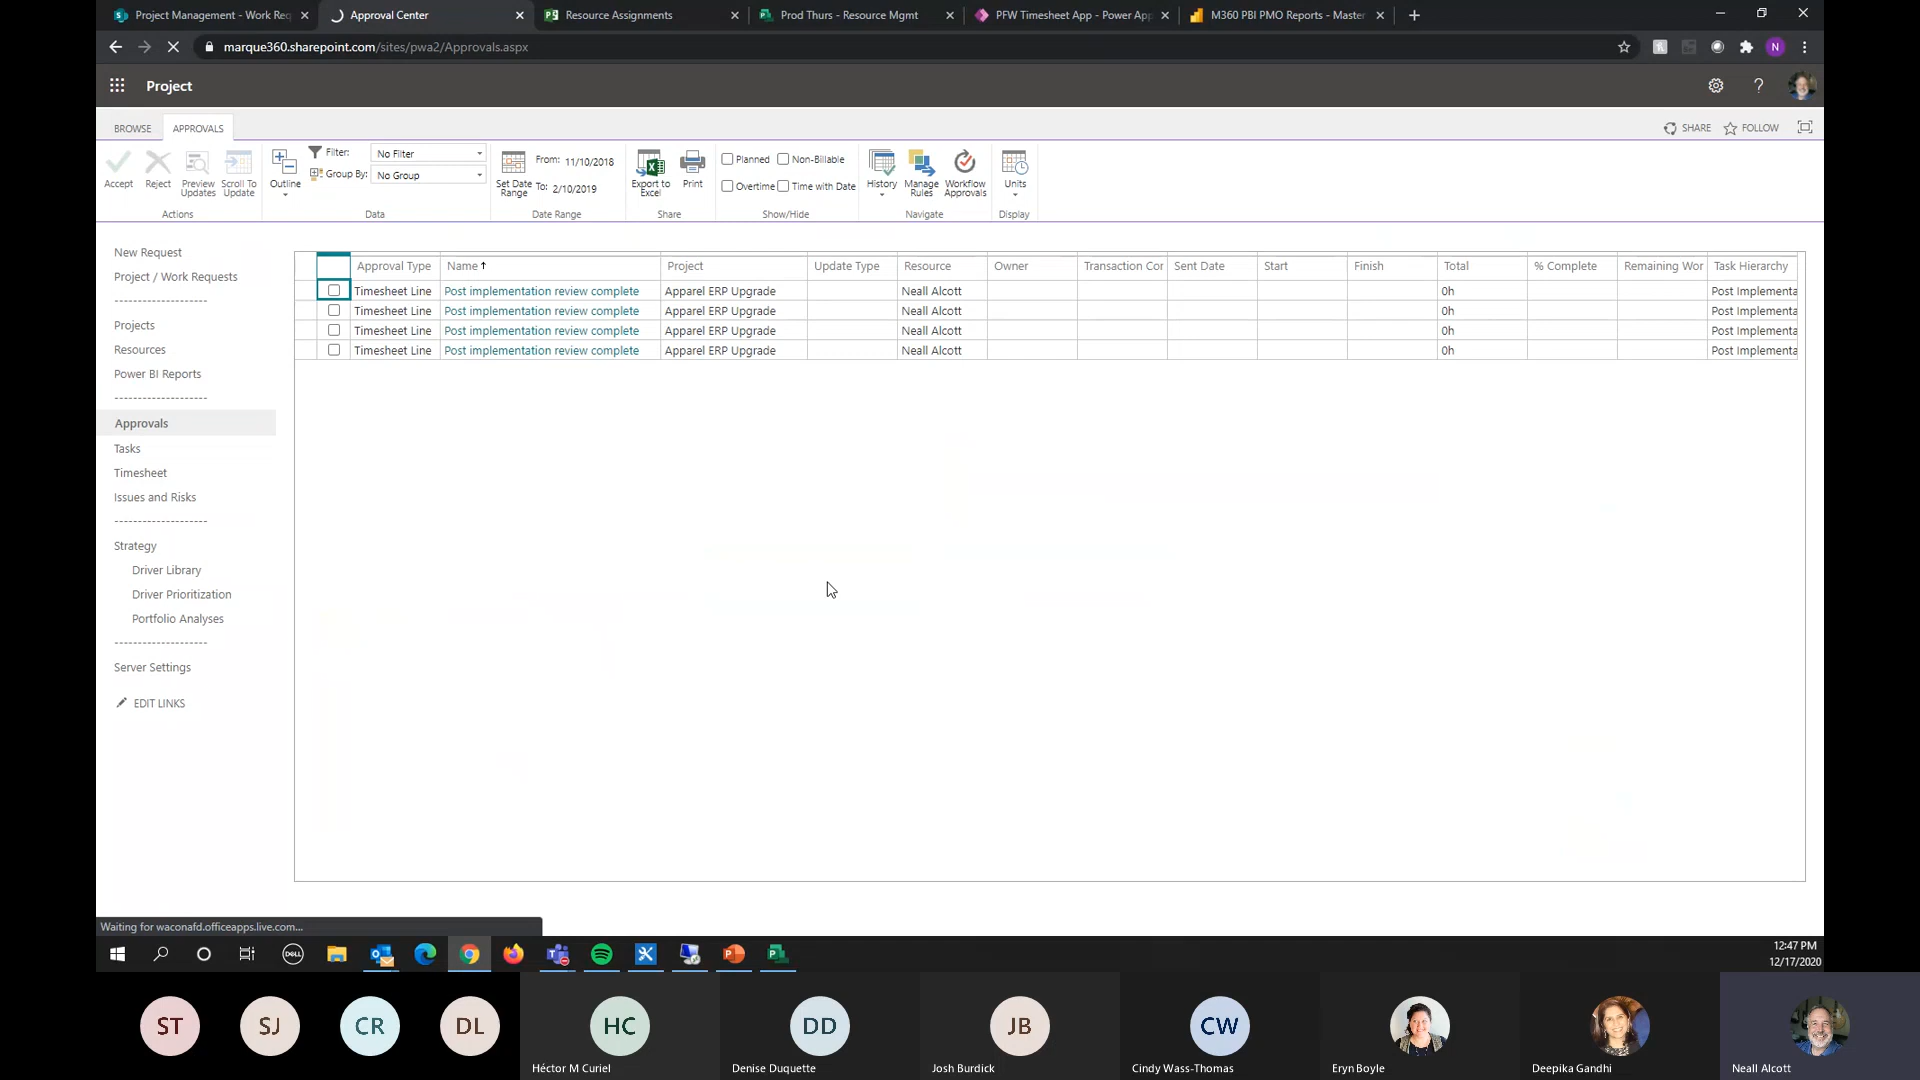 Project Management - Work Req
Approval Center
Resource Assignments
Prod Thurs - Resource Mgmt
PFW Timesheet App - Power App
M360 PBI PMO Reports - Master
marque360.sharepoint.com/sites/pwa2/Approvals.aspx
N
Project
?
BROWSE
APPROVALS
SHARE
FOLLOW
Accept
Reject
Preview Updates
Scroll To Update
Actions
Outline
Filter:
No Filter
Group By:
No Group
Data
Set Date Range
From: 11/10/2018
To: 2/10/2019
Date Range
Export to Excel
Print
Share
Planned
Non-Billable
Overtime
Time with Date
Show/Hide
History
Manage Rules
Workflow Approvals
Navigate
Units
Display
New Request
Project / Work Requests
--------------------
Projects
Resources
Power BI Reports
--------------------
Approvals
Tasks
Timesheet
Issues and Risks
--------------------
Strategy
Driver Library
Driver Prioritization
Portfolio Analyses
--------------------
Server Settings
EDIT LINKS
Approval Type Name Project Update Type Resource Owner Transaction Cor Sent Date Start Finish Total % Complete Remaining Wor Task Hierarchy
Timesheet Line Post implementation review complete Apparel ERP Upgrade Neall Alcott 0h Post Implementa
Timesheet Line Post implementation review complete Apparel ERP Upgrade Neall Alcott 0h Post Implementa
Timesheet Line Post implementation review complete Apparel ERP Upgrade Neall Alcott 0h Post Implementa
Timesheet Line Post implementation review complete Apparel ERP Upgrade Neall Alcott 0h Post Implementa
Waiting for waconafd.officeapps.live.com...
DELL
12:47 PM
12/17/2020
ST
SJ
CR
DL
HC
DD
JB
CW
Héctor M Curiel
Denise Duquette
Josh Burdick
Cindy Wass-Thomas
Eryn Boyle
Deepika Gandhi
Neall Alcott